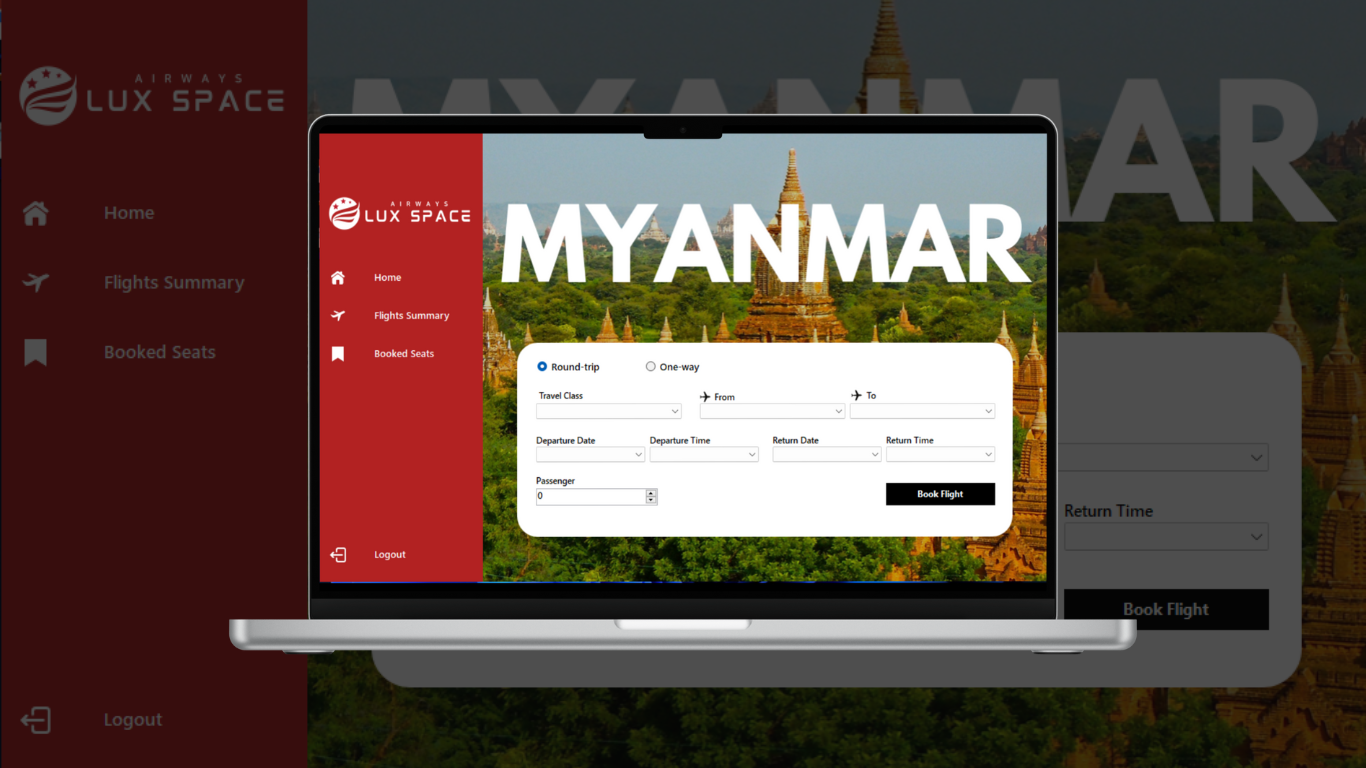 AIRWAYS
LUX SPACE
Home
Flights Summary
Booked Seats
Logout
MYANMAR
Return Time
Book Flight
AIRWAYS
LUX SPACE
Home
Flights Summary
Booked Seats
Logout
MYANMAR
Round-trip
One-way
Travel Class
From
To
Departure Date
Departure Time
Return Date
Return Time
Passenger
0
Book Flight